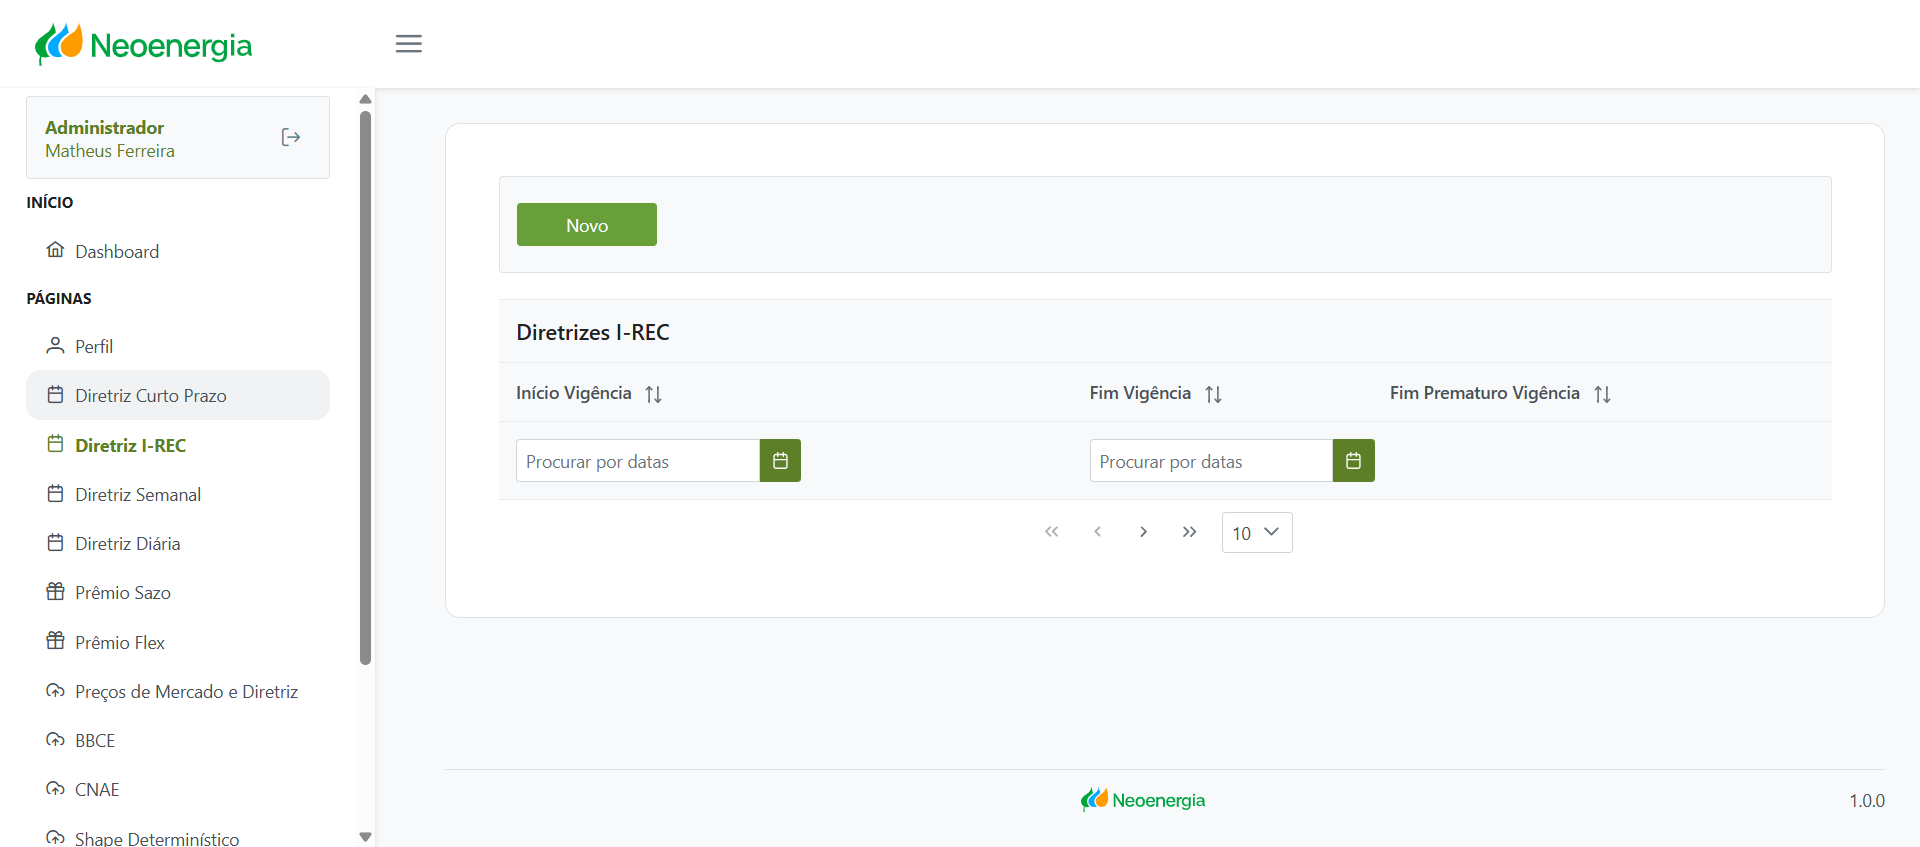 Neoenergia
Administrador
Matheus Ferreira
INÍCIO
Dashboard
PÁGINAS
Perfil
Diretriz Curto Prazo
Diretriz I-REC
Diretriz Semanal
Diretriz Diária
Prêmio Sazo
Prêmio Flex
Preços de Mercado e Diretriz
BBCE
CNAE
Shape Determinístico
Novo
Diretrizes I-REC
Início Vigência Fim Vigência Fim Prematuro Vigência
Procurar por datas Procurar por datas
10
Neoenergia
1.0.0